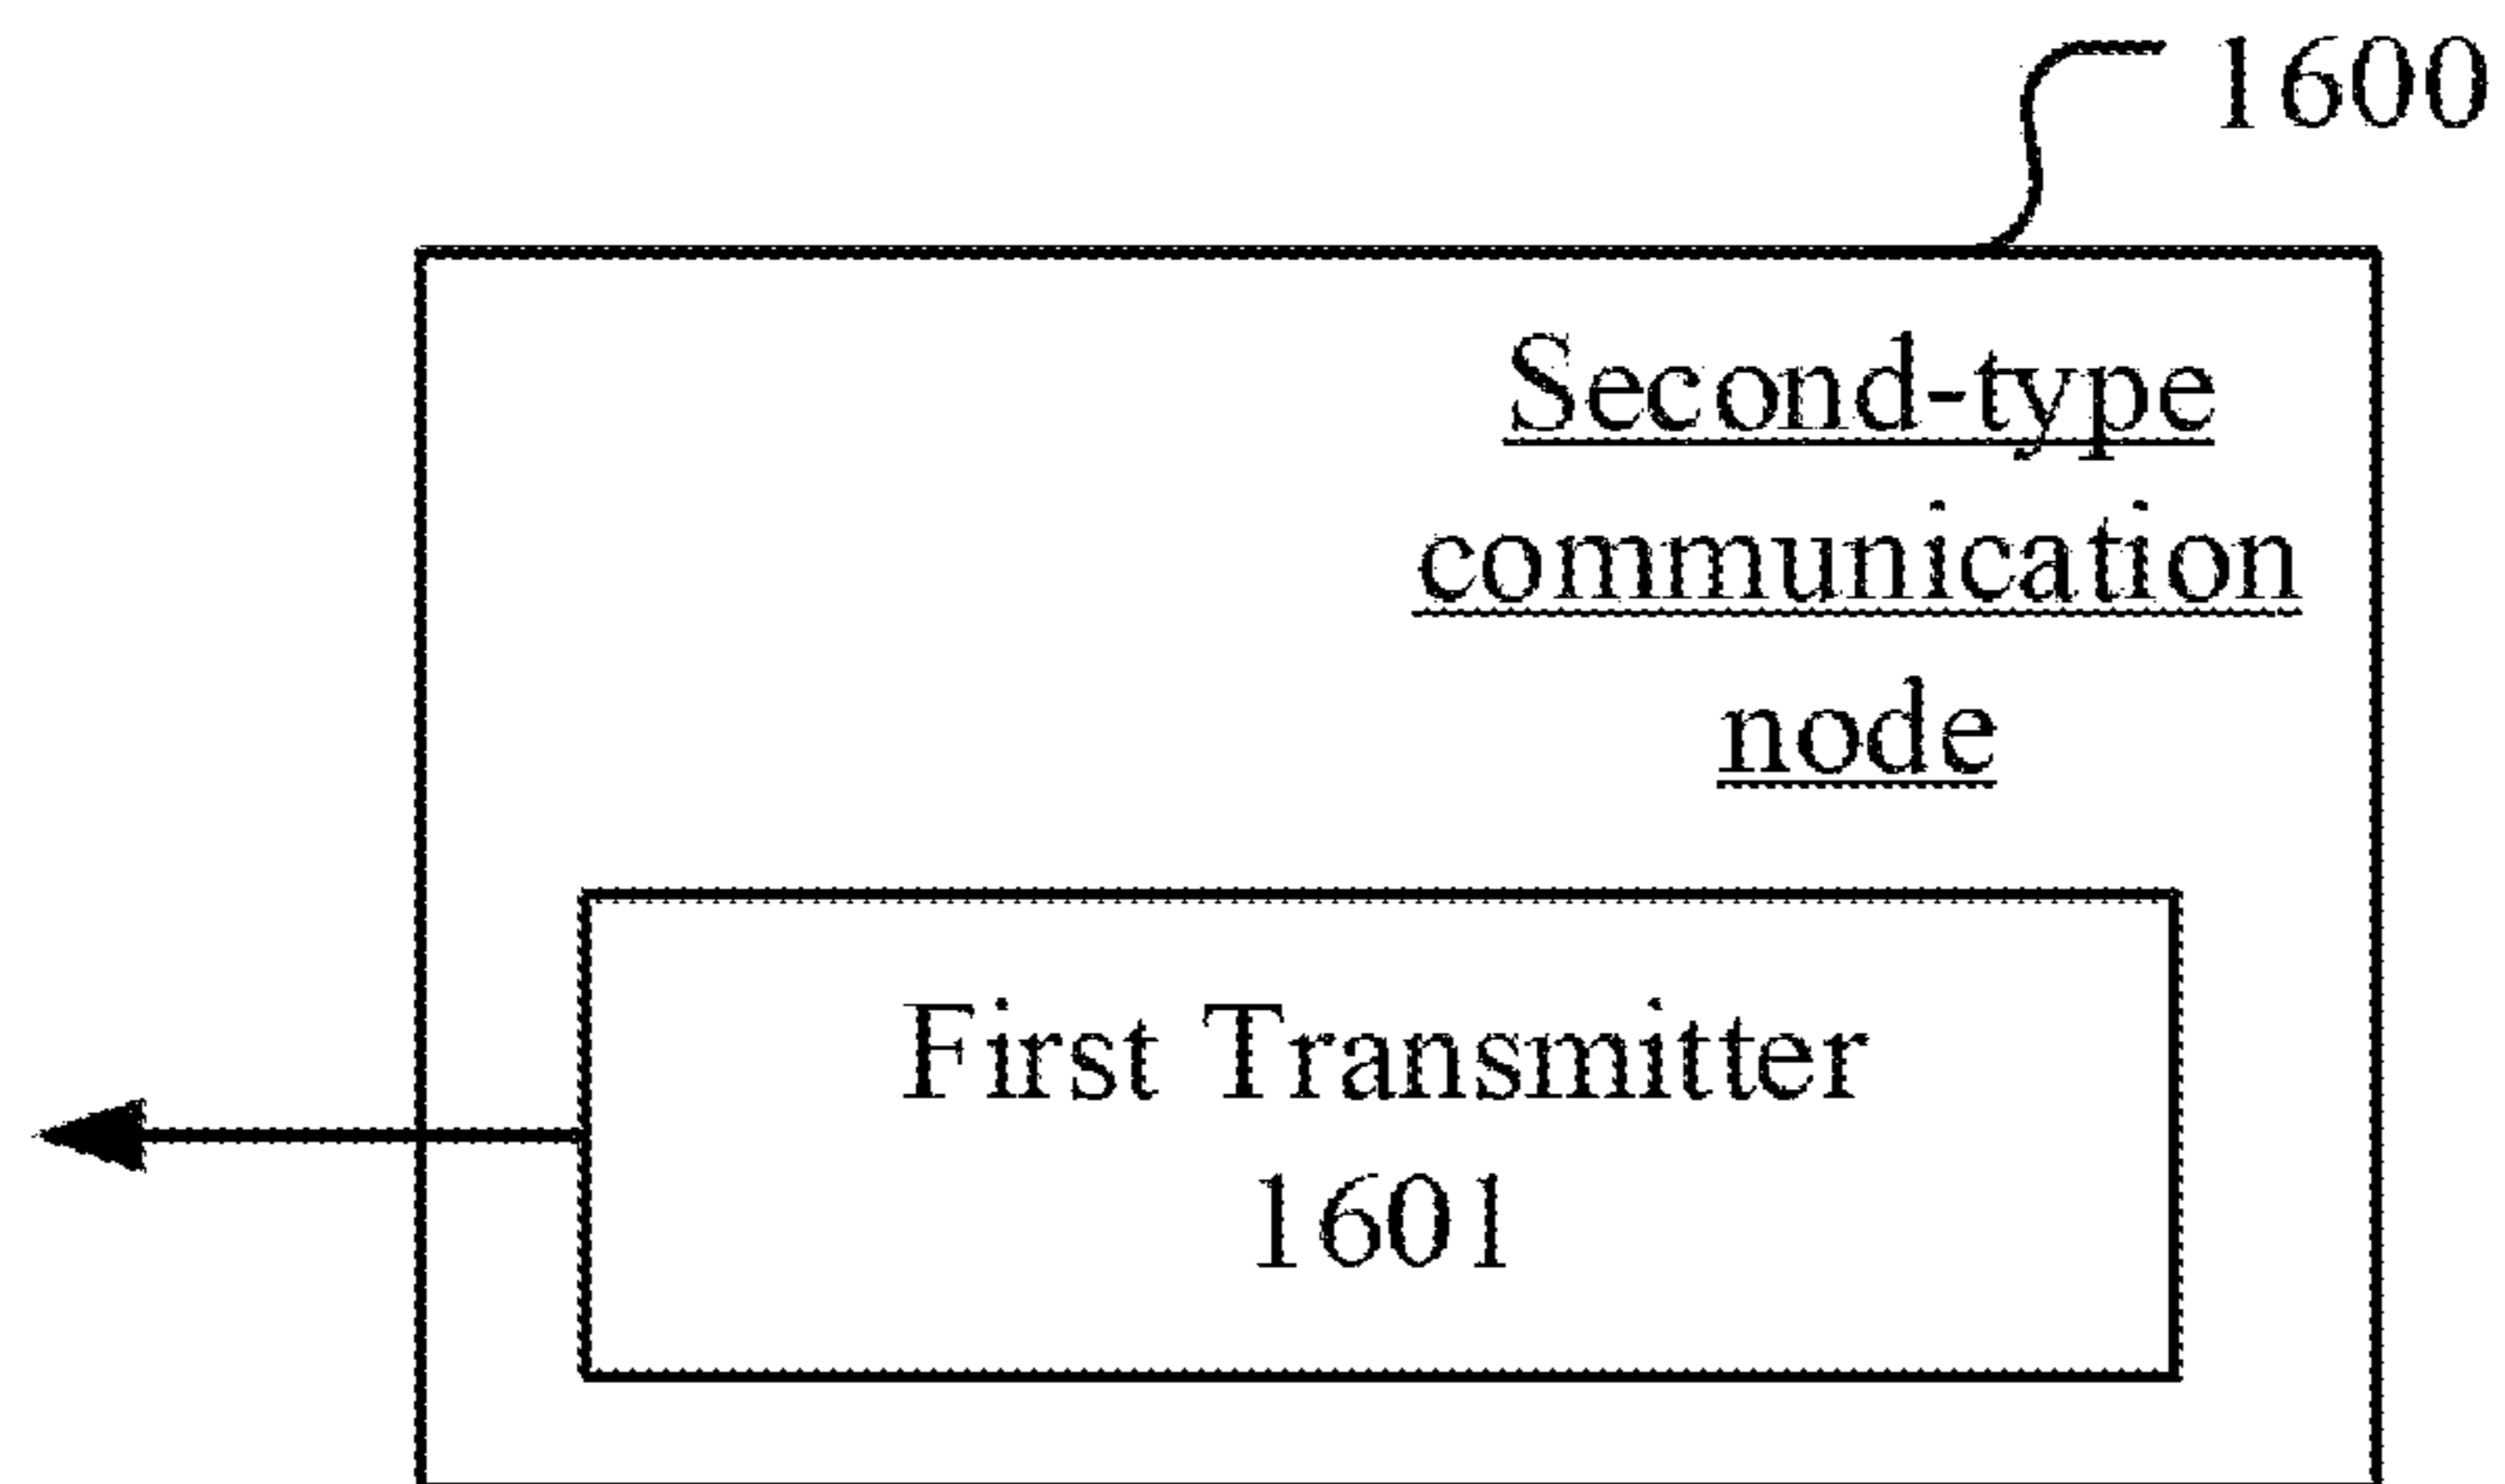 1600
Second-type
communication
node
First Transmitter
1601